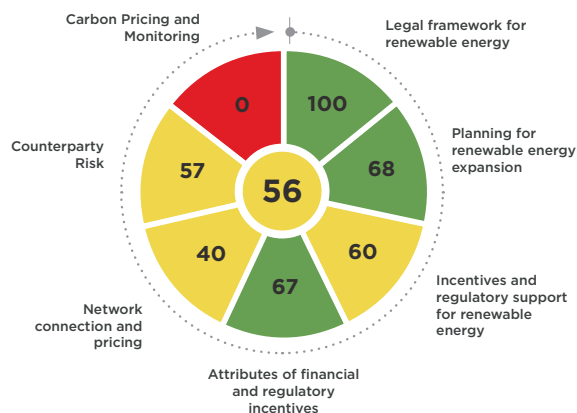 Carbon Pricing and
Monitoring
Legal framework for
renewable energy
0
100
Counterparty
Risk
57
68
Planning for
renewable energy
expansion
56
40
60
67
Network
connection and
pricing
Incentives and
regulatory support
for renewable
energy
Attributes of financial
and regulatory
incentives